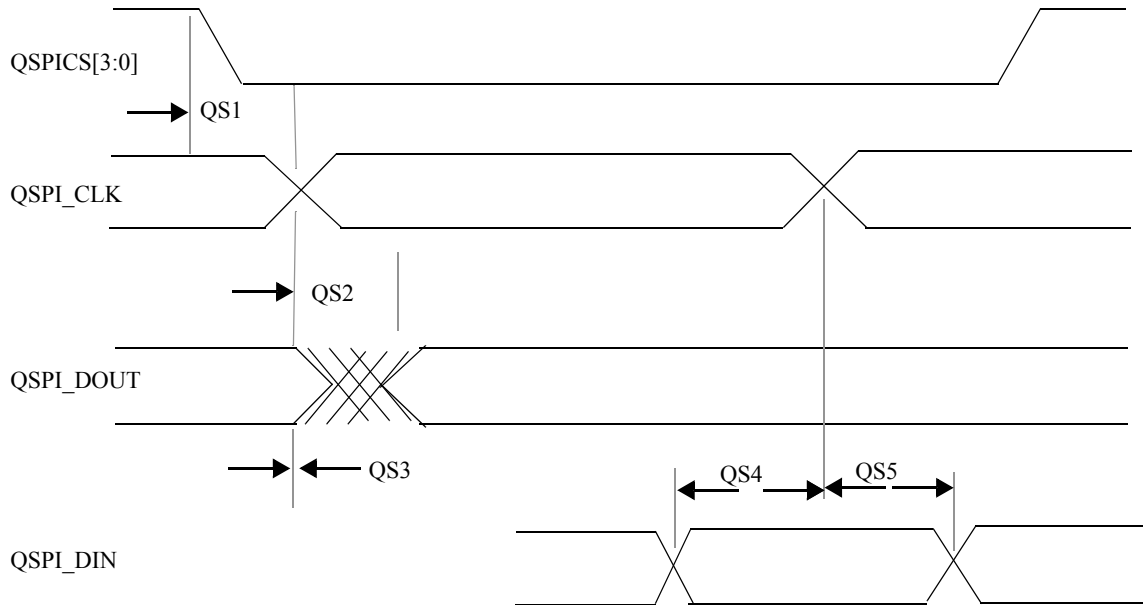 QSPICS[3:0]
QS1
QSPI_CLK
QS2
QSPI_DOUT
QS3
QS4
QS5
QSPI_DIN